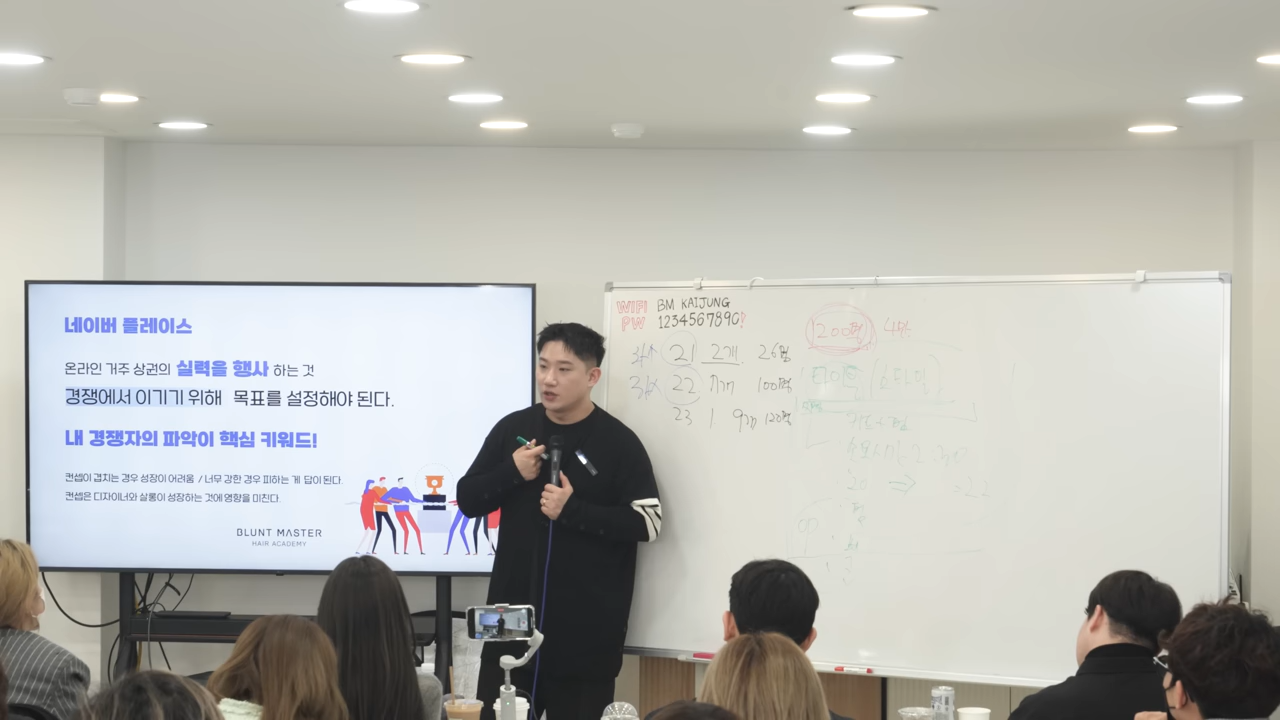 네이버 플레이스
온라인 거주 상권의 실력을 행사 하는 것
경쟁에서 이기기 위해 목표를 설정해야 된다.
내 경쟁자의 파악이 핵심 키워드!
컨셉이 겹치는 경우 성장이 어려움 / 너무 강한 경우 피하는 게 답이 된다.
컨셉은 디자이너와 살롱이 성장하는 것에 영향을 미친다.
BLUNT MASTER
HAIR ACADEMY
WIFI BM KAIJUNG
PW 1234567890!
21 2개 26명
22 7개 100명
23 1. 9개 120명
1200명 4명